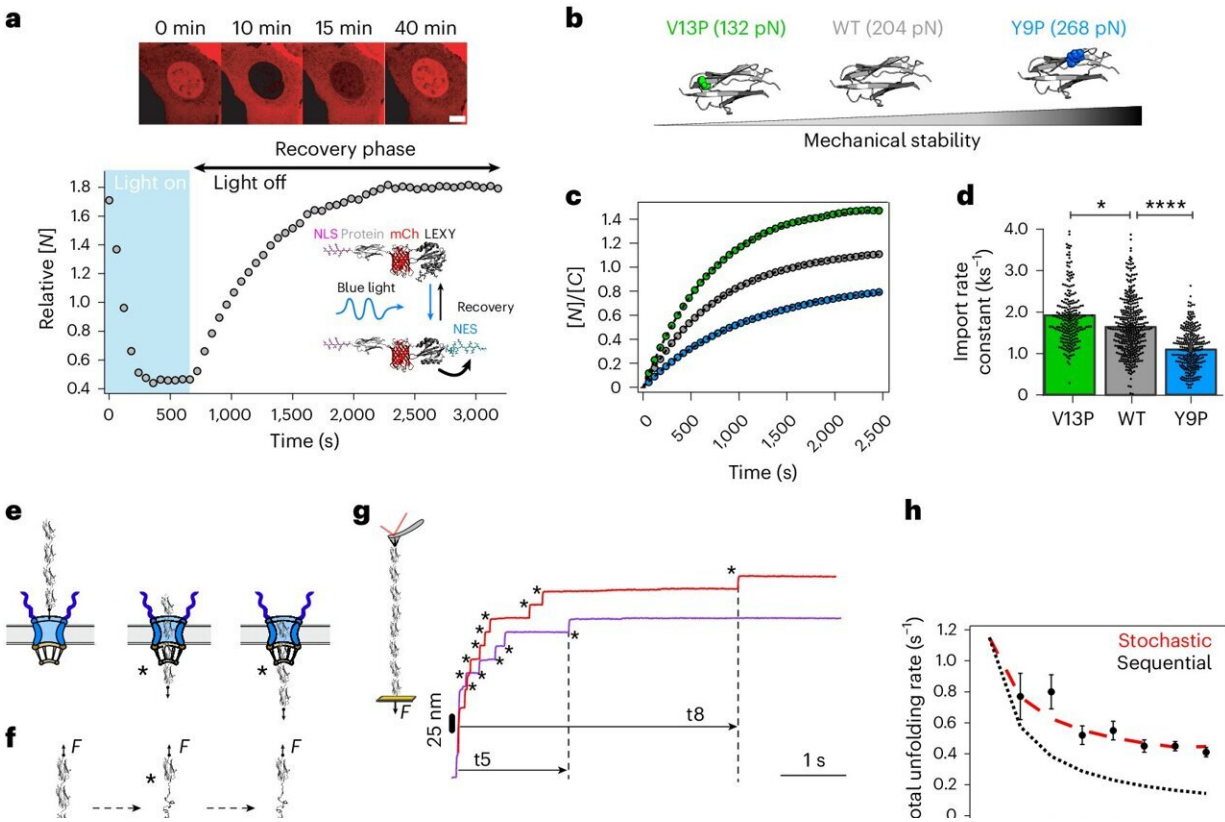 a
0 min 10 min 15 min 40 min
Recovery phase
Light on Light off
Relative [N]
1.8
1.6
1.4
1.2
1.0
0.8
0.6
0.4
NLS Protein mCh LEXY
Blue light
Recovery
NES
0 500 1,000 1,500 2,000 2,500 3,000
Time (s)
b
V13P (132 pN) WT (204 pN) Y9P (268 pN)
Mechanical stability
c
[N]/[C]
1.4
1.2
1.0
0.8
0.6
0.4
0.2
0
0 500 1,000 1,500 2,000 2,500
Time (s)
d
* ****
Import rate
constant (ks⁻¹)
4.0
3.0
2.0
1.0
0
V13P WT Y9P
e
* *
f
F F F
*
g
F
25 nm
* * * * * * * * * * * * *
t8
t5
1 s
h
otal unfolding rate (s⁻¹)
1.2
1.0
0.8
0.6
0.4
0.2
0
Stochastic
Sequential